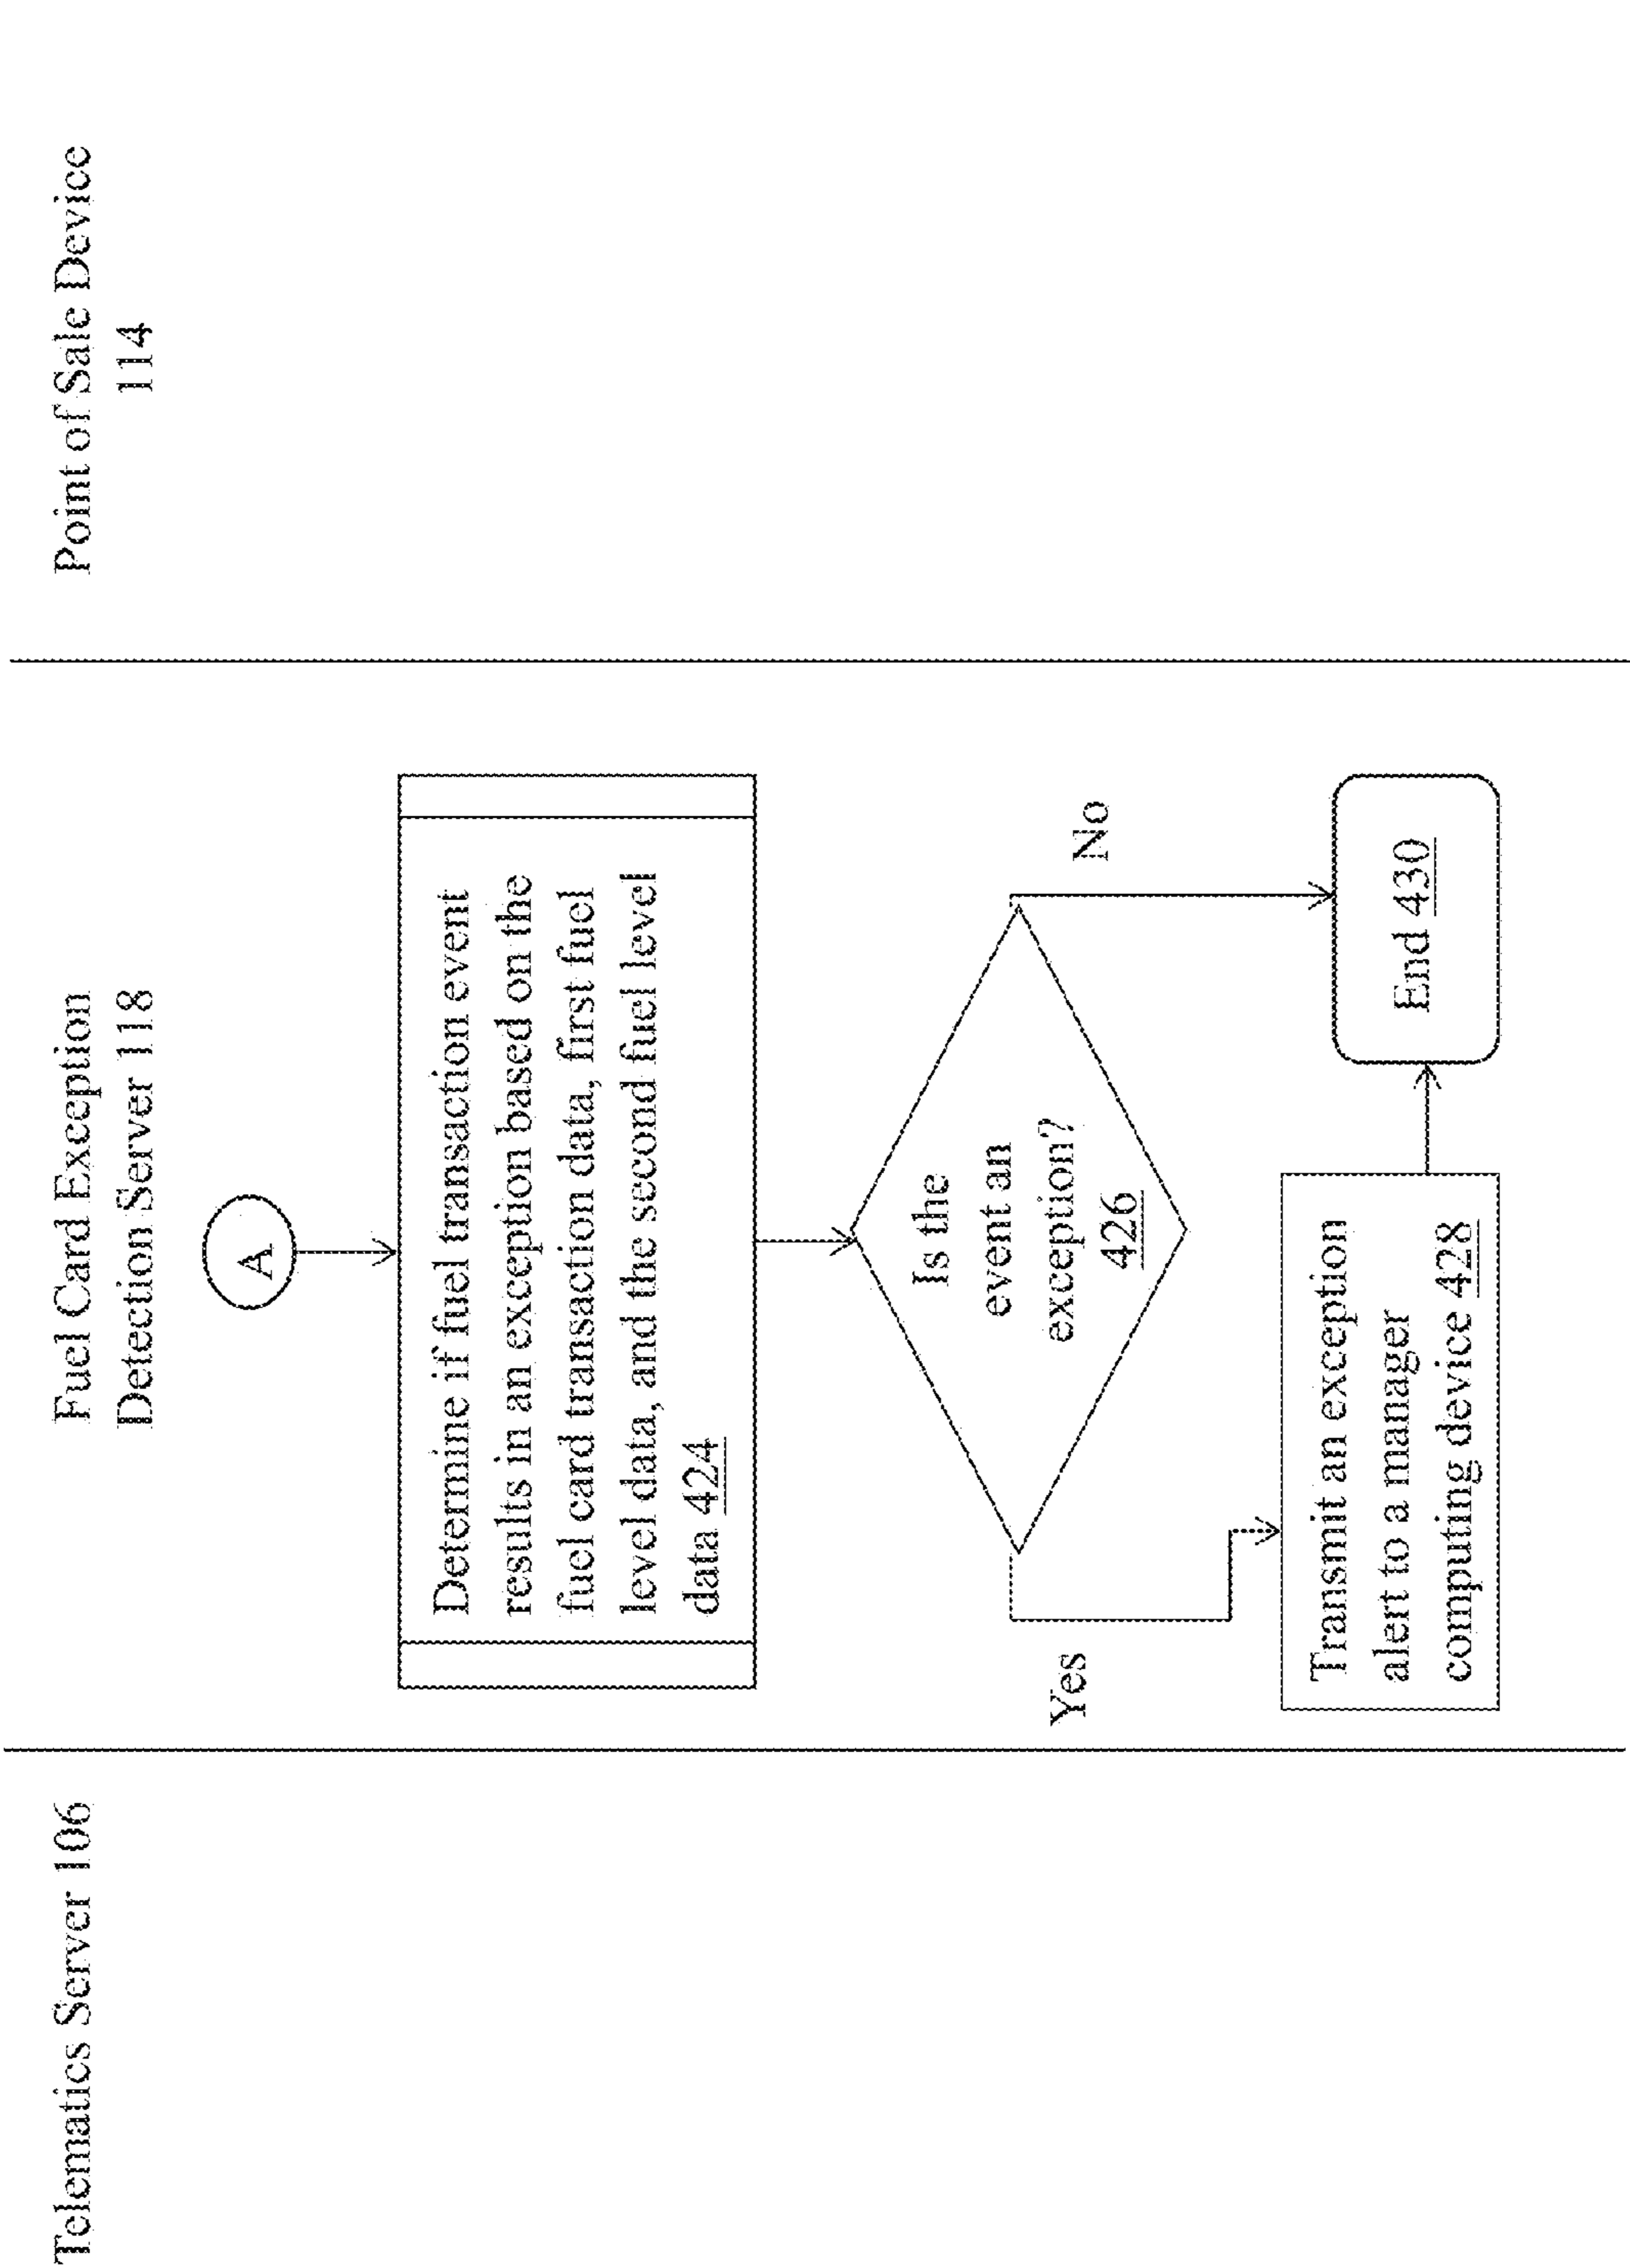 Telematics Server 106
Fuel Card Exception
Detection Server 118
Point of Sale Device
114
A
Determine if fuel transaction event
results in an exception based on the
fuel card transaction data, first fuel
level data, and the second fuel level
data 424
Is the
event an
exception?
426
Yes
No
Transmit an exception
alert to a manager
computing device 428
End 430